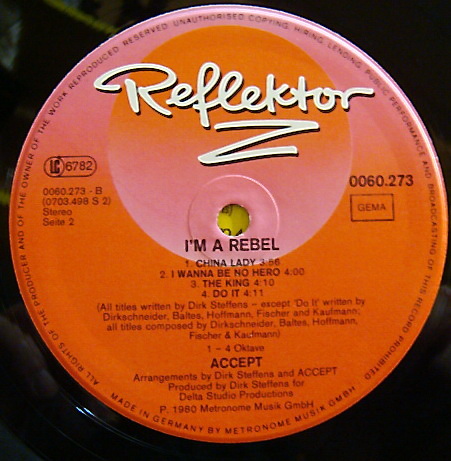 ALL RIGHTS OF THE PRODUCER AND OF THE OWNER OF THE WORK REPRODUCED RESERVED UNAUTHORISED COPYING, HIRING, LENDING, PUBLIC PERFORMANCE AND BROADCASTING OF THIS RECORD PROHIBITED
Reflektor
Z
LC 6782
0060.273 - B
(0703.498 S 2)
Stereo
Seite 2
0060.273
GEMA
I'M A REBEL
1. CHINA LADY
2. I WANNA BE NO HERO 4:00
3. THE KING 4:10
4. DO IT 4:11
(All titles written by Dirk Steffens – except 'Do It' written by
Dirkschneider, Baltes, Hoffmann, Fischer and Kaufmann;
all titles composed by Dirkschneider, Baltes, Hoffmann,
Fischer & Kaufmann)
1 – 4 Oktave
ACCEPT
Arrangements by Dirk Steffens and ACCEPT
Produced by Dirk Steffens for
Delta Studio Productions
P. 1980 Metronome Musik GmbH
MADE IN GERMANY BY METRONOME MUSIK GMBH